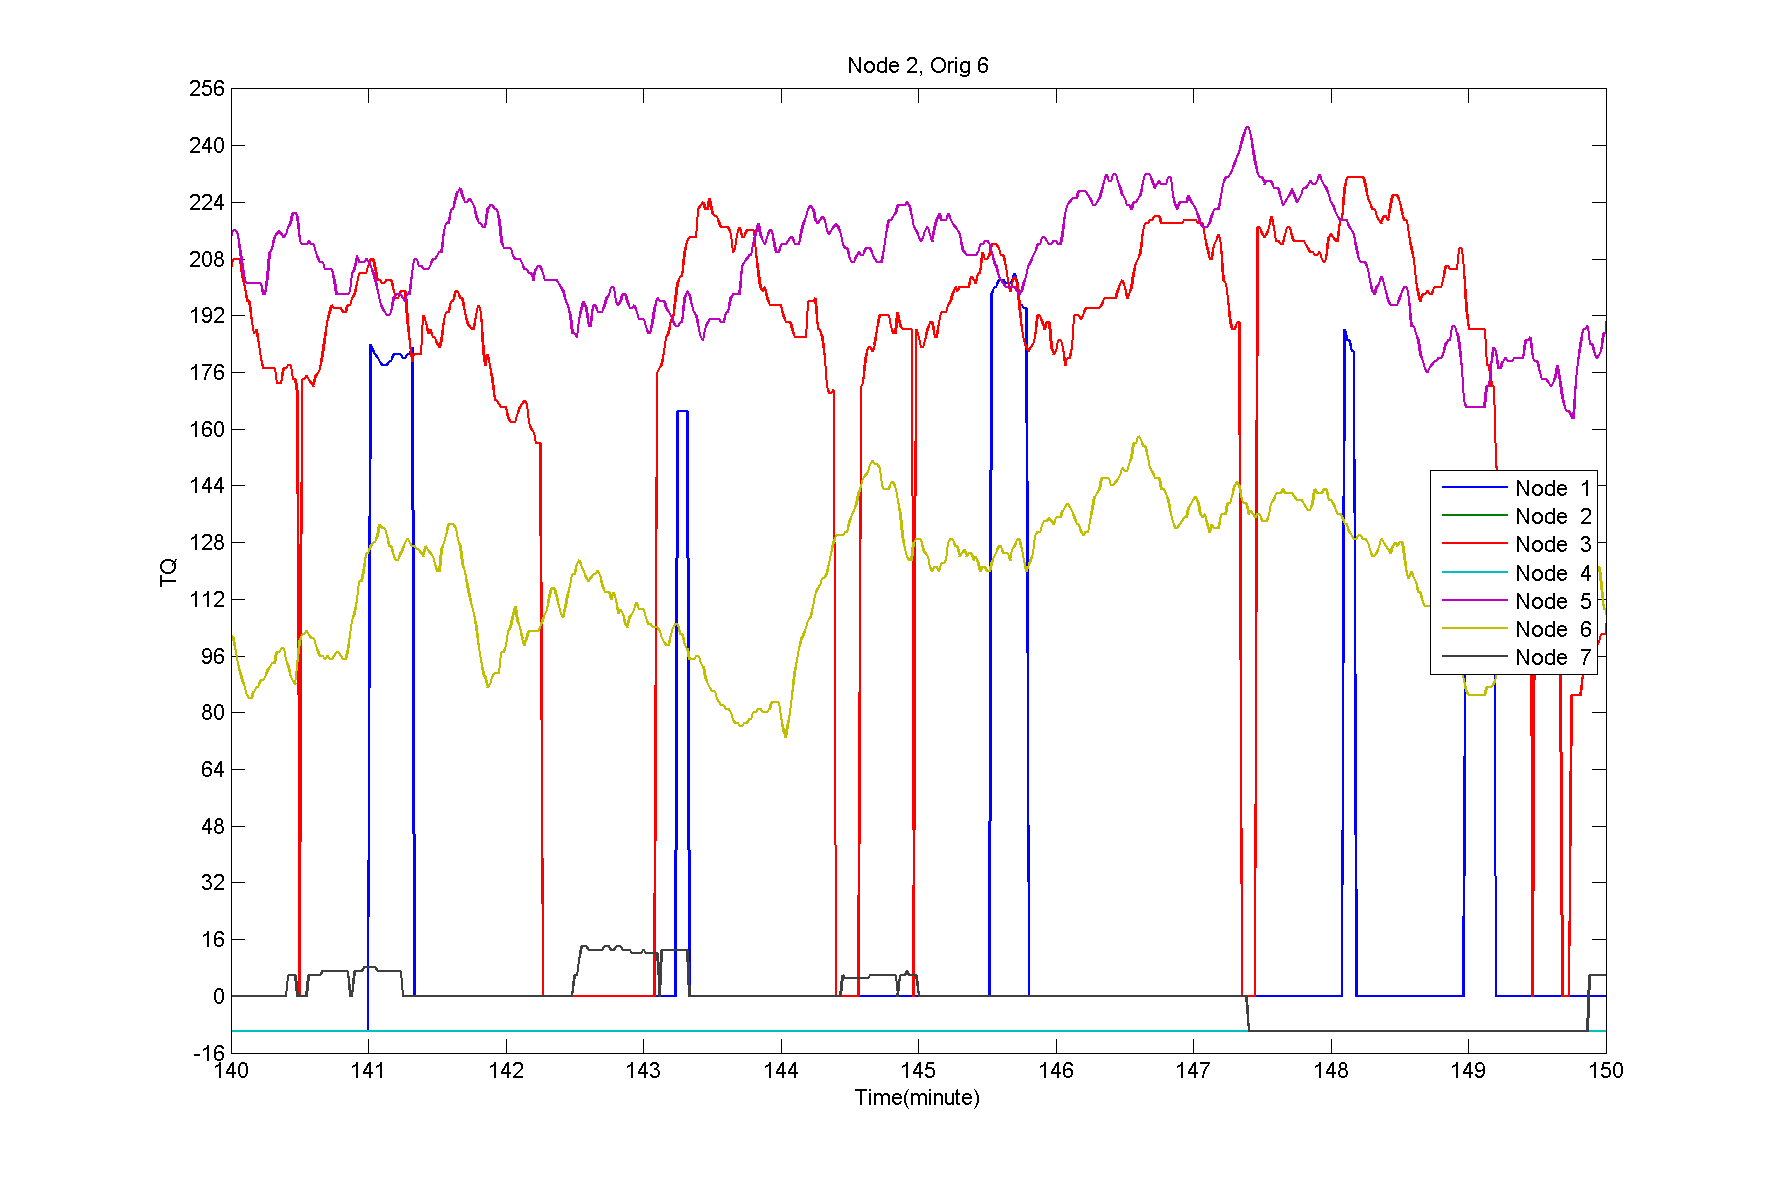 Node 2, Orig 6
256
240
224
208
192
176
160
144
128
112
96
80
64
48
32
16
0
-16
TQ
Node 1
Node 2
Node 3
Node 4
Node 5
Node 6
Node 7
140 141 142 143 144 145 146 147 148 149 150
Time(minute)